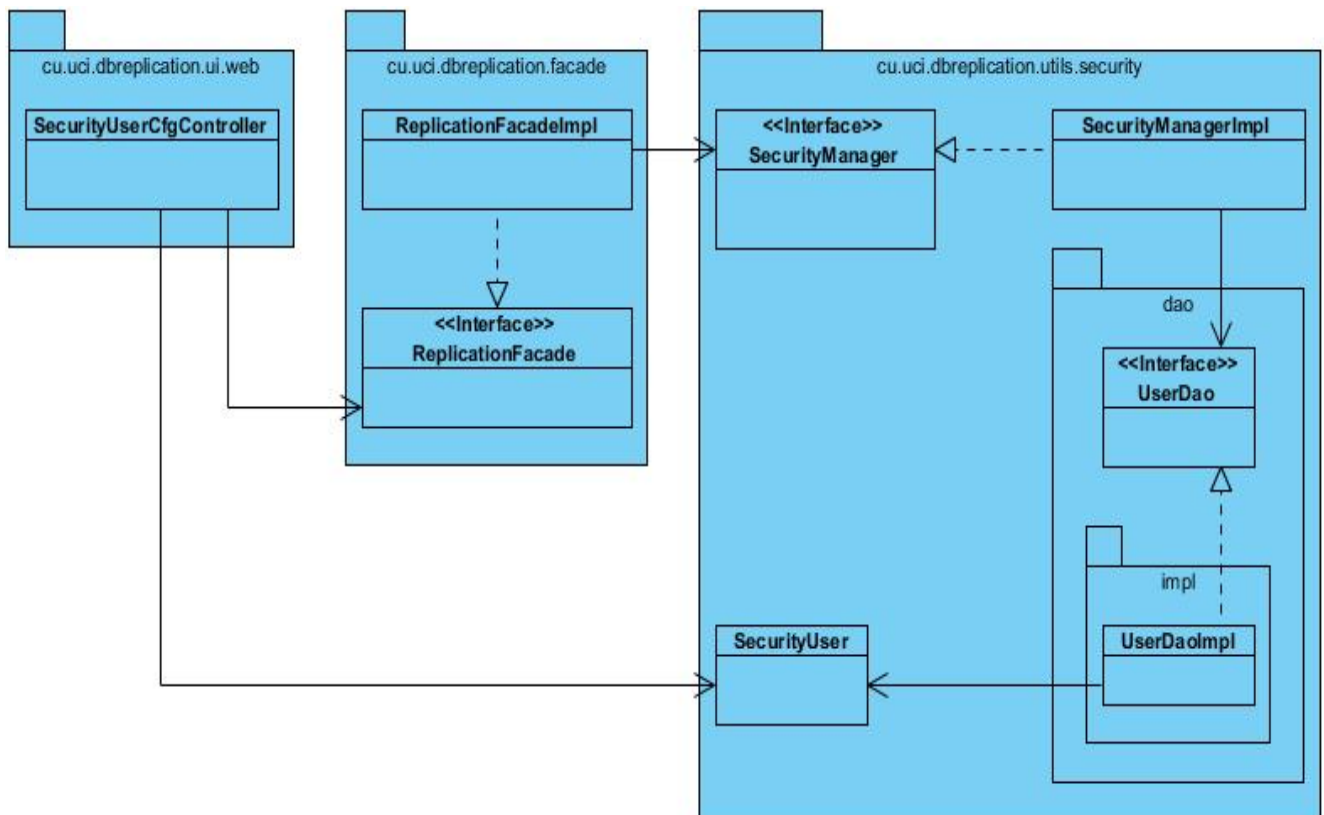 cu.uci.dbreplication.ui.web
SecurityUserCfgController
cu.uci.dbreplication.facade
ReplicationFacadeImpl
<<Interface>>
ReplicationFacade
cu.uci.dbreplication.utils.security
<<Interface>>
SecurityManager
SecurityManagerImpl
dao
<<Interface>>
UserDao
impl
UserDaoImpl
SecurityUser